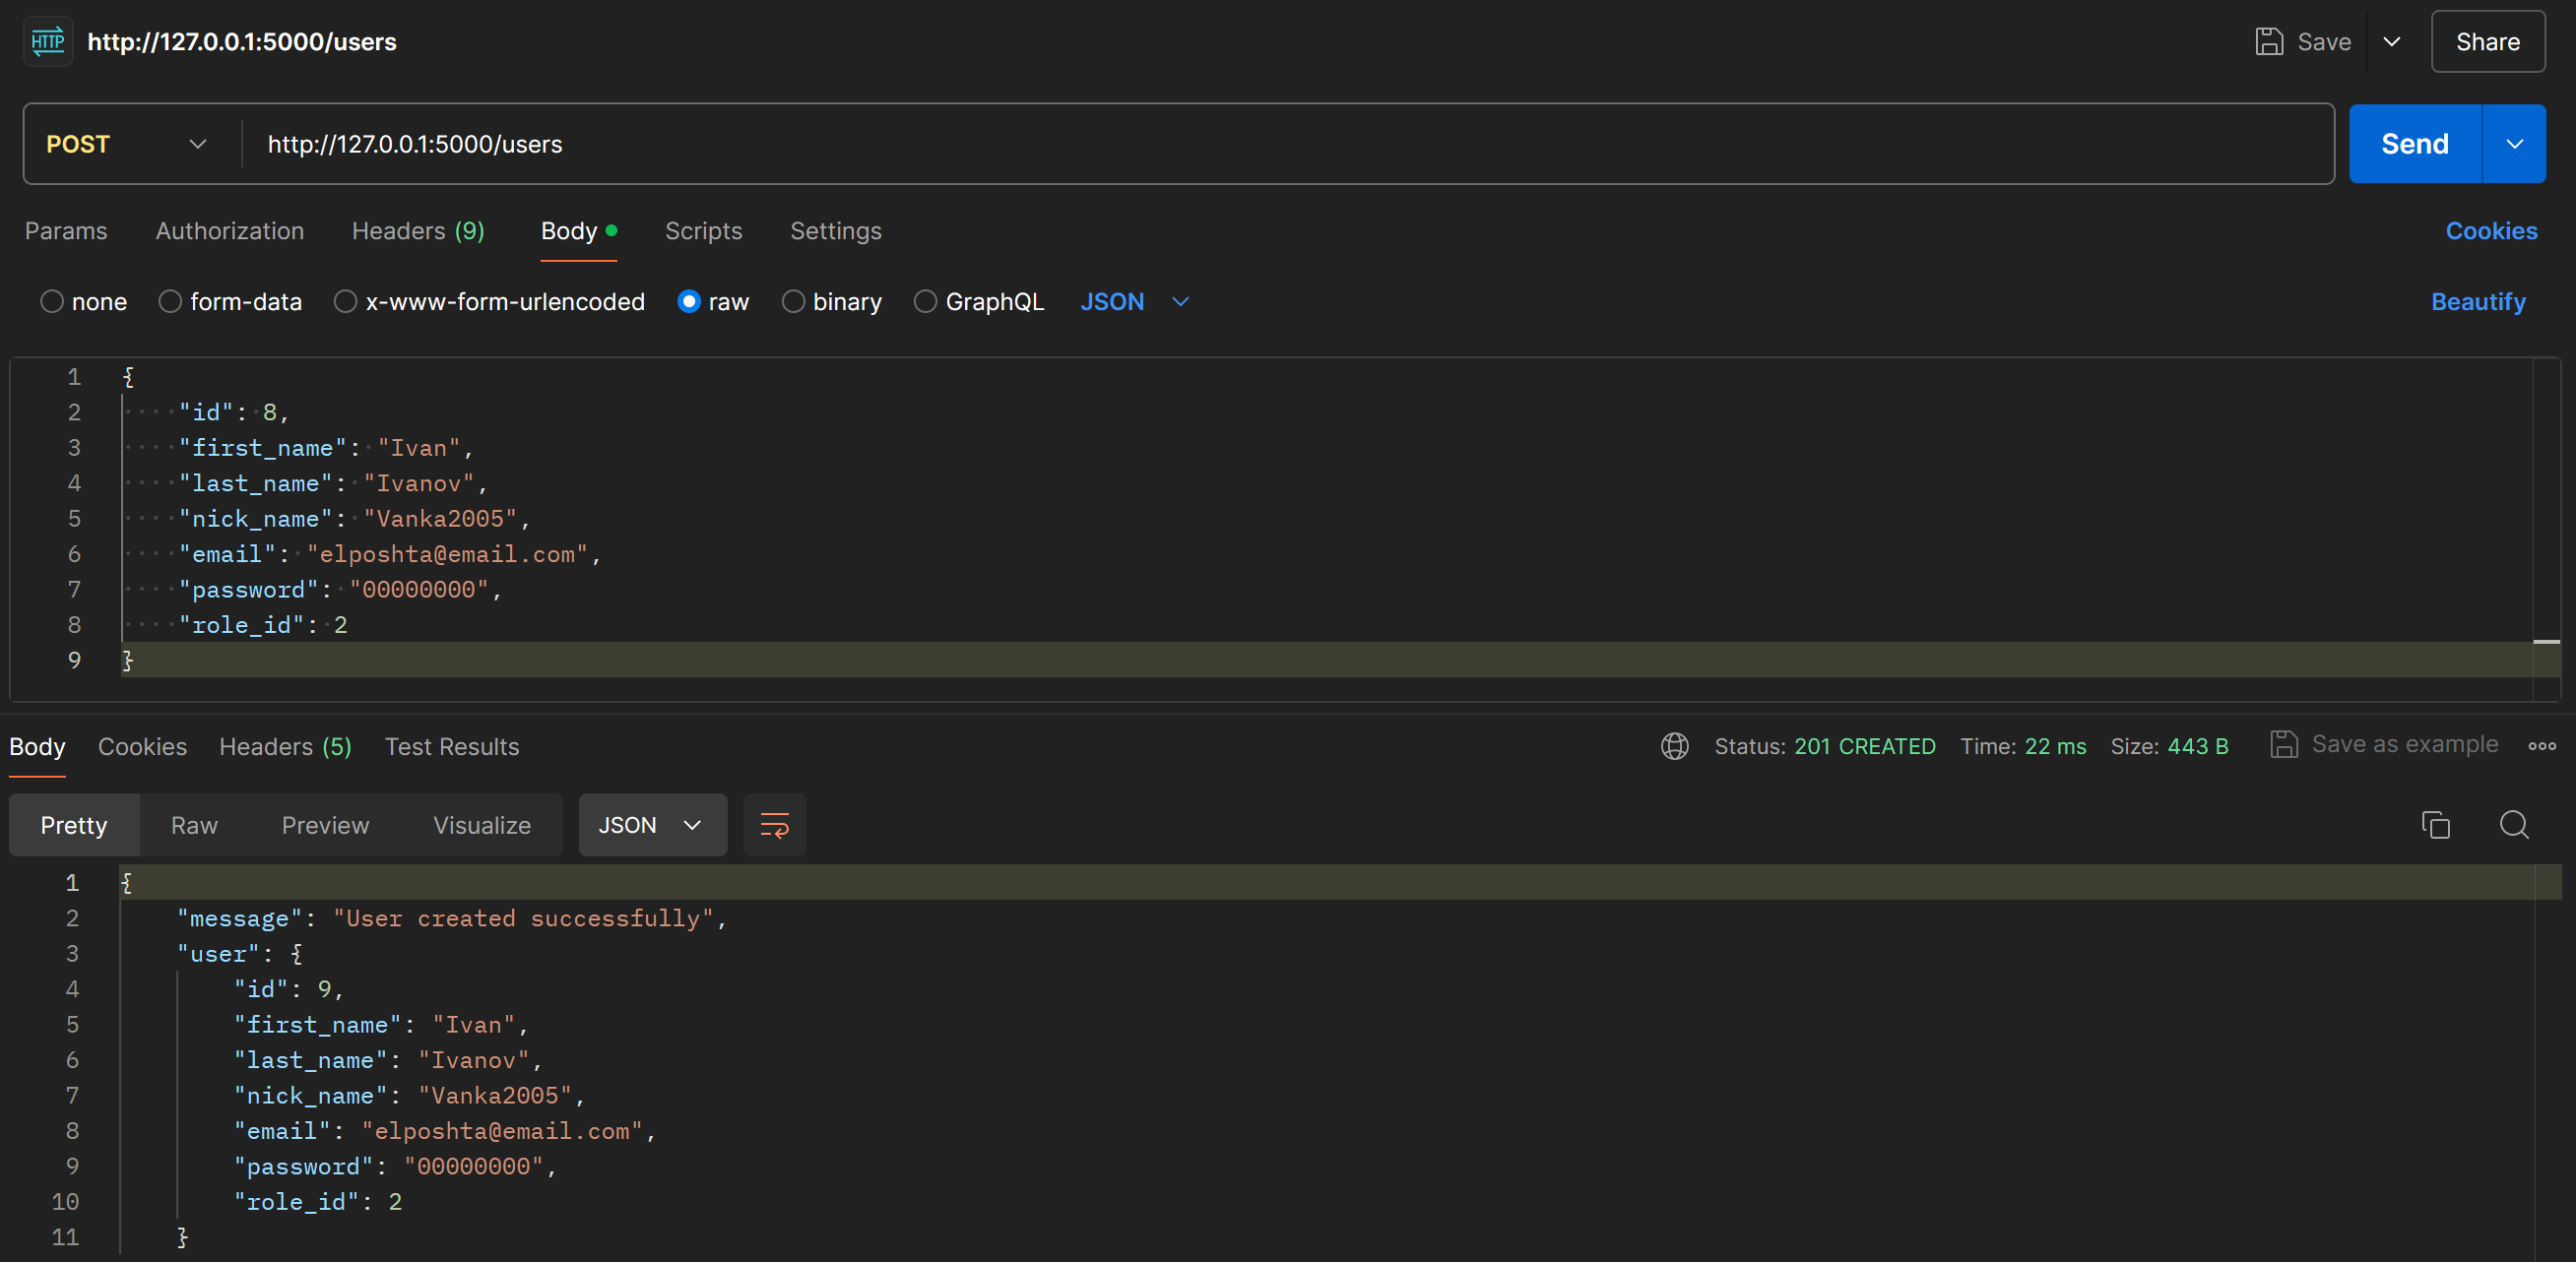 HTTP http://127.0.0.1:5000/users Save Share
POST http://127.0.0.1:5000/users Send
Params Authorization Headers (9) Body Scripts Settings Cookies
none form-data x-www-form-urlencoded raw binary GraphQL JSON Beautify
1 {
2 "id": 8,
3 "first_name": "Ivan",
4 "last_name": "Ivanov",
5 "nick_name": "Vanka2005",
6 "email": "elposhta@email.com",
7 "password": "00000000",
8 "role_id": 2
9 }
Body Cookies Headers (5) Test Results Status: 201 CREATED Time: 22 ms Size: 443 B Save as example
Pretty Raw Preview Visualize JSON
1 {
2 "message": "User created successfully",
3 "user": {
4 "id": 9,
5 "first_name": "Ivan",
6 "last_name": "Ivanov",
7 "nick_name": "Vanka2005",
8 "email": "elposhta@email.com",
9 "password": "00000000",
10 "role_id": 2
11 }